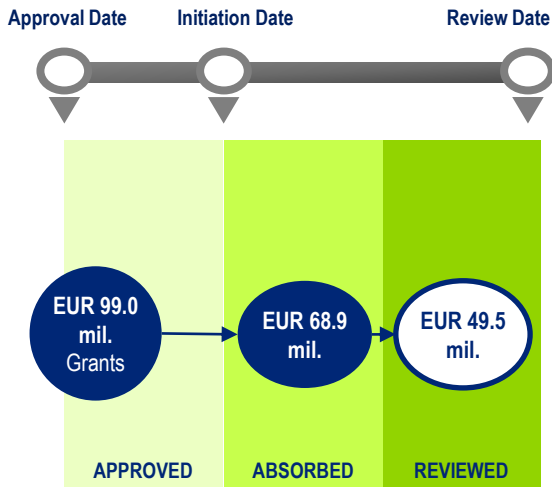 Approval Date Initiation Date Review Date
EUR 99.0
mil.
Grants
EUR 68.9
mil.
EUR 49.5
mil.
APPROVED ABSORBED REVIEWED